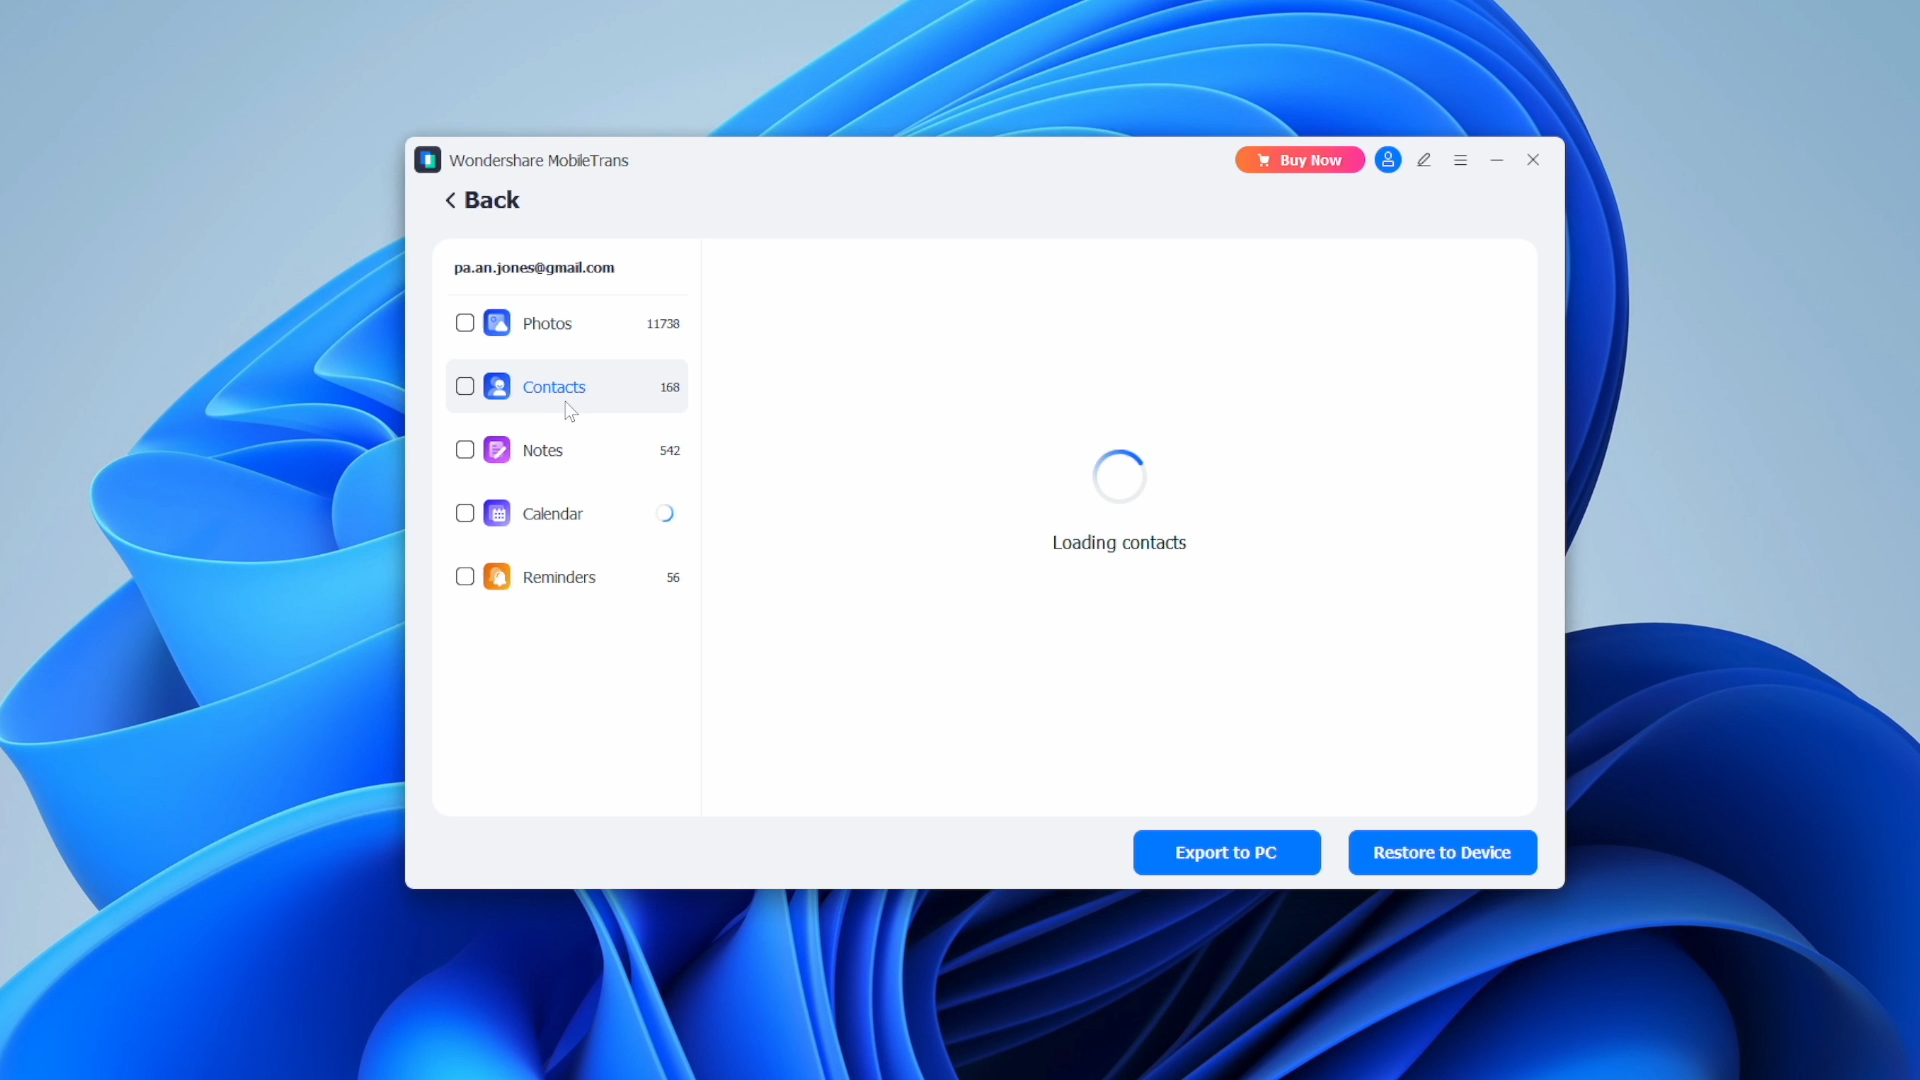 Wondershare MobileTrans
Buy Now
Back
pa.an.jones@gmail.com
Photos 11738
Contacts 168
Notes 542
Calendar
Reminders 56
Loading contacts
Export to PC
Restore to Device